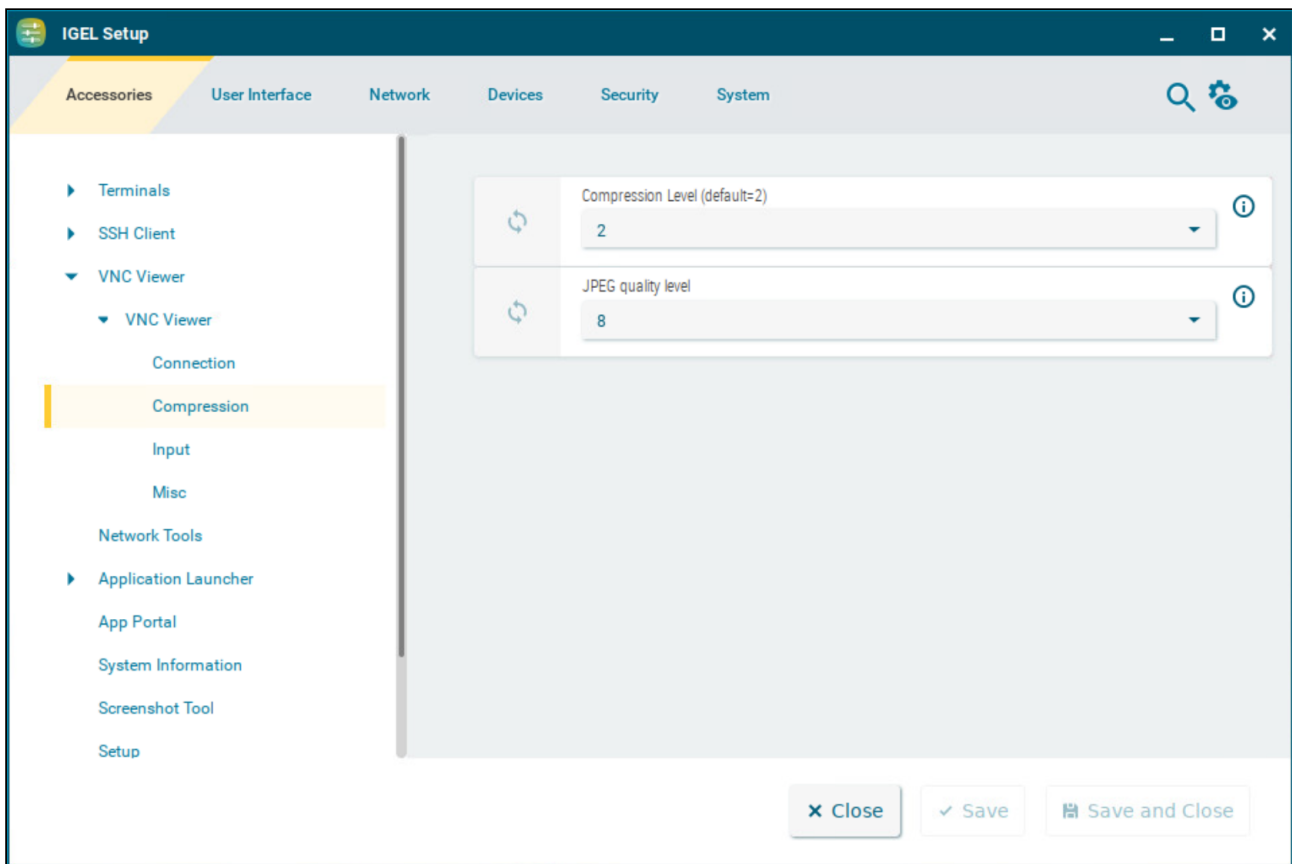 IGEL Setup
Accessories
User Interface
Network
Devices
Security
System
Terminals
SSH Client
VNC Viewer
VNC Viewer
Connection
Compression
Input
Misc
Network Tools
Application Launcher
App Portal
System Information
Screenshot Tool
Setup
Compression Level (default=2)
2
JPEG quality level
8
Close
Save
Save and Close